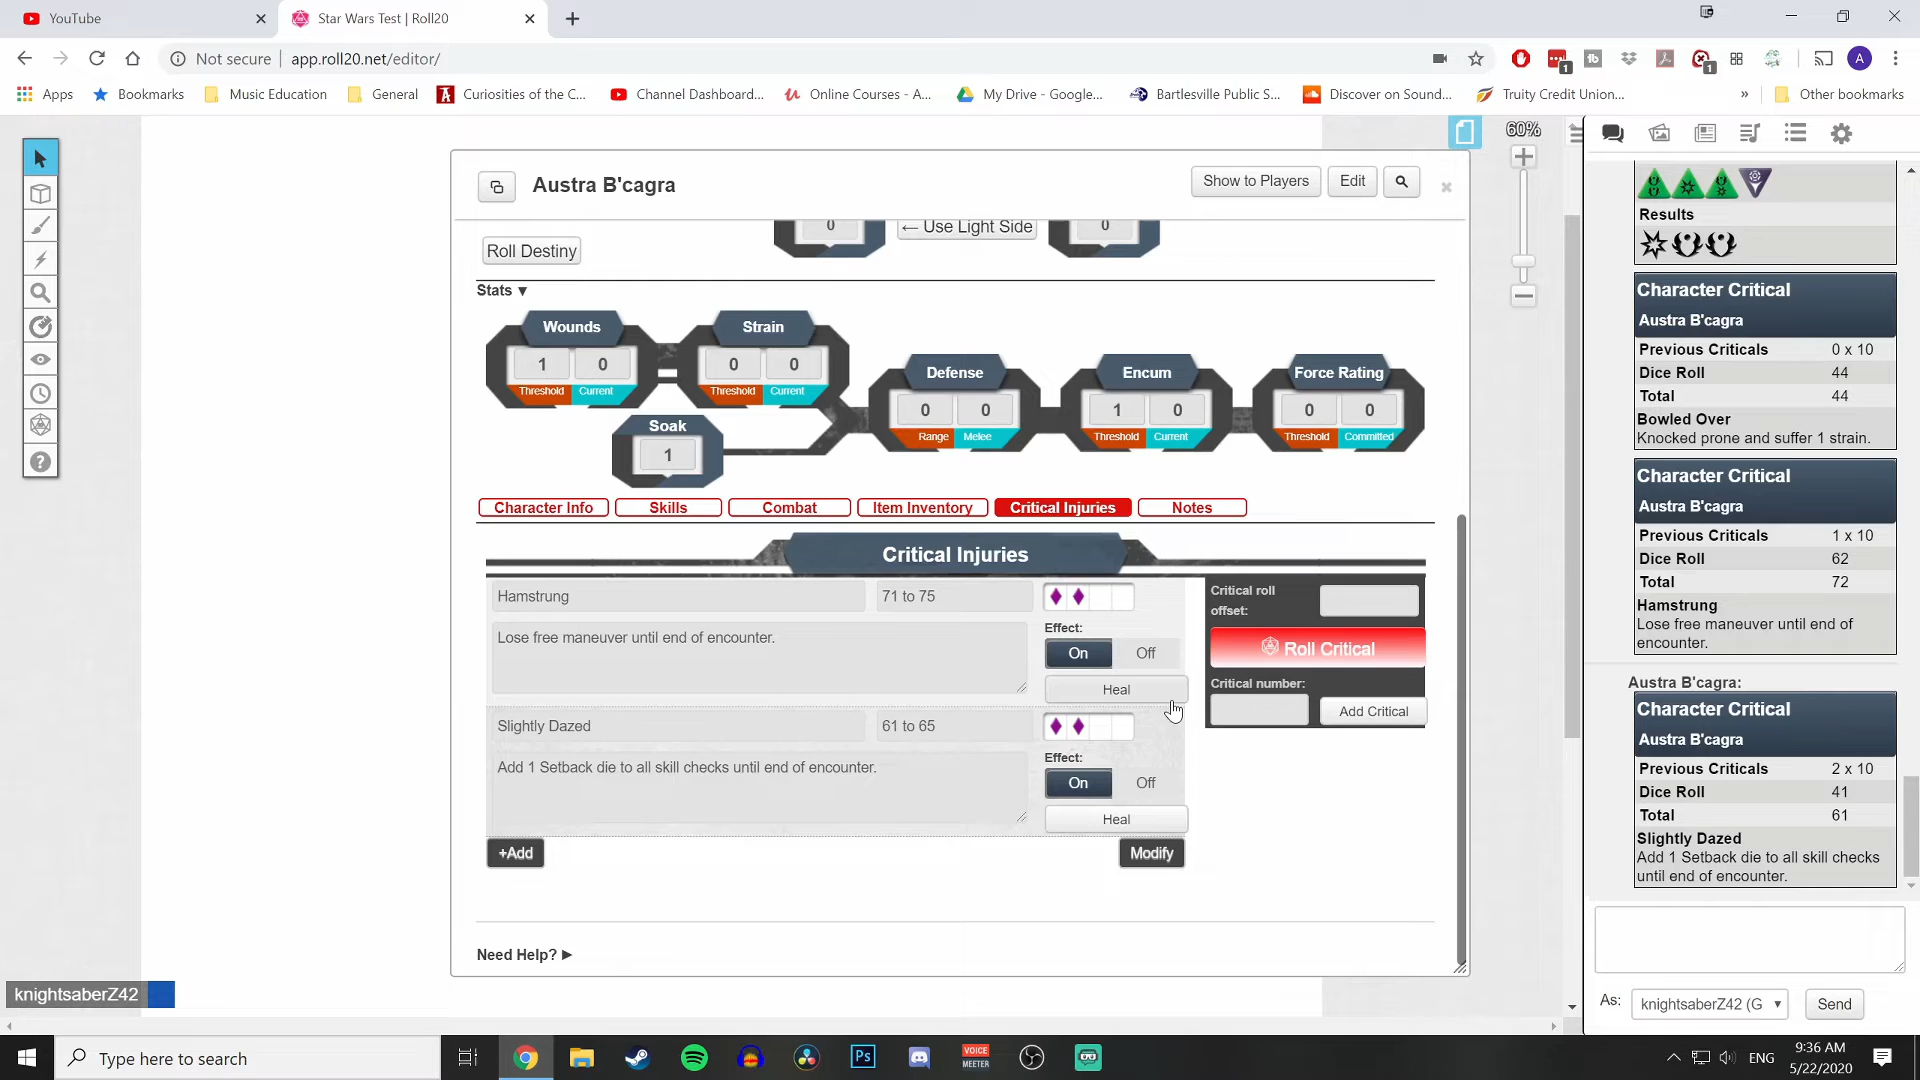 YouTube
Star Wars Test | Roll20
Not secure | app.roll20.net/editor/
1
1
A
Apps
Bookmarks
Music Education
General
Curiosities of the C...
Channel Dashboard...
Online Courses - A...
My Drive - Google...
Bartlesville Public S...
Discover on Sound...
Truity Credit Union...
»
Other bookmarks
60%
Austra B'cagra
Show to Players
Edit
0
← Use Light Side
0
Roll Destiny
Stats ▼
Wounds
1
0
Threshold
Current
Strain
0
0
Threshold
Current
Soak
1
Defense
0
0
Range
Melee
Encum
1
0
Threshold
Current
Force Rating
0
0
Threshold
Committed
Character Info
Skills
Combat
Item Inventory
Critical Injuries
Notes
Critical Injuries
Hamstrung
71 to 75
Lose free maneuver until end of encounter.
Effect:
On
Off
Heal
Slightly Dazed
61 to 65
Add 1 Setback die to all skill checks until end of encounter.
Effect:
On
Off
Heal
+Add
Modify
Critical roll
offset:
Roll Critical
Critical number:
Add Critical
Need Help? ▶
knightsaberZ42
Results
Character Critical
Austra B'cagra
Previous Criticals 0 x 10
Dice Roll 44
Total 44
Bowled Over
Knocked prone and suffer 1 strain.
Character Critical
Austra B'cagra
Previous Criticals 1 x 10
Dice Roll 62
Total 72
Hamstrung
Lose free maneuver until end of
encounter.
Austra B'cagra:
Character Critical
Austra B'cagra
Previous Criticals 2 x 10
Dice Roll 41
Total 61
Slightly Dazed
Add 1 Setback die to all skill checks
until end of encounter.
As:
knightsaberZ42 (G
Send
Type here to search
Ps
VOICE
MEETER
ENG
9:36 AM
5/22/2020